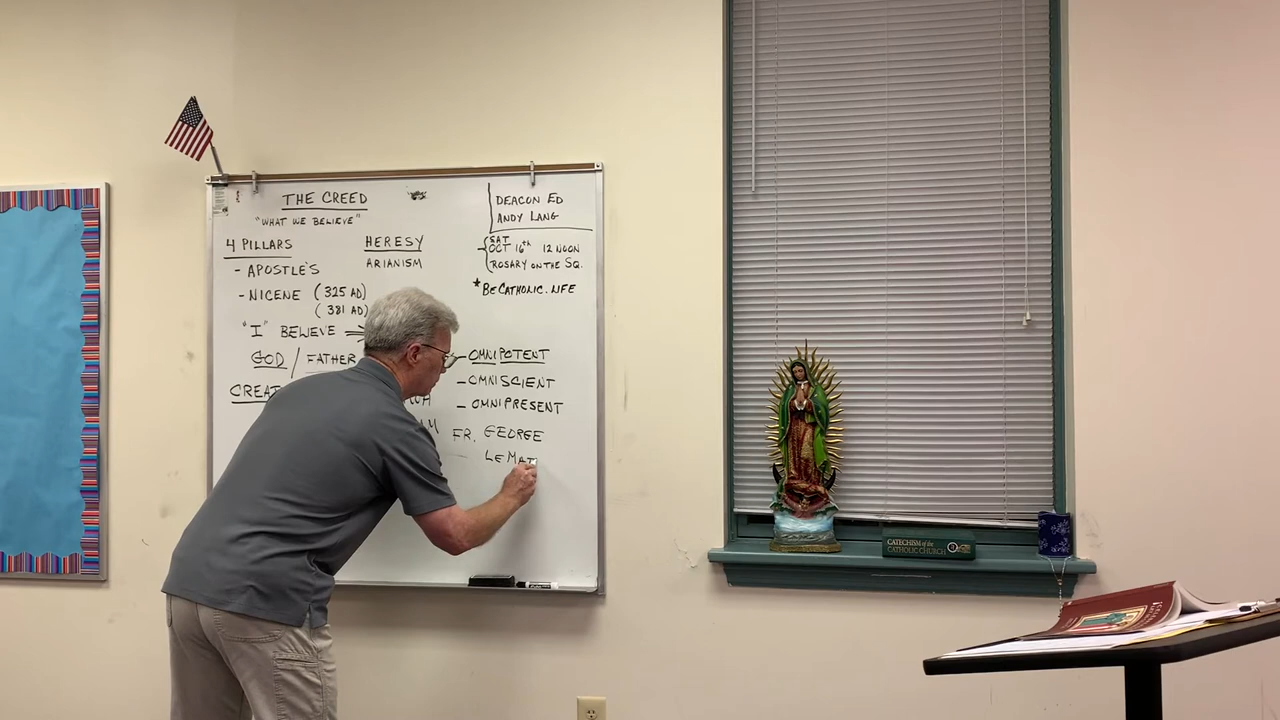 THE CREED
"WHAT WE BELIEVE"
4 PILLARS
- APOSTLE'S
- NICENE (325 AD)
(381 AD)
"I" BELIEVE
GOD / FATHER
CREAT
HERESY
ARIANISM
DEACON ED
ANDY LANG
SAT
OCT 16th 12 NOON
ROSARY ON THE SQ.
*BECATHOLIC.LIFE
- OMNIPOTENT
- OMNISCIENT
- OMNIPRESENT
FR. GEORGE
LEMAT
CATECHISM of the
CATHOLIC CHURCH